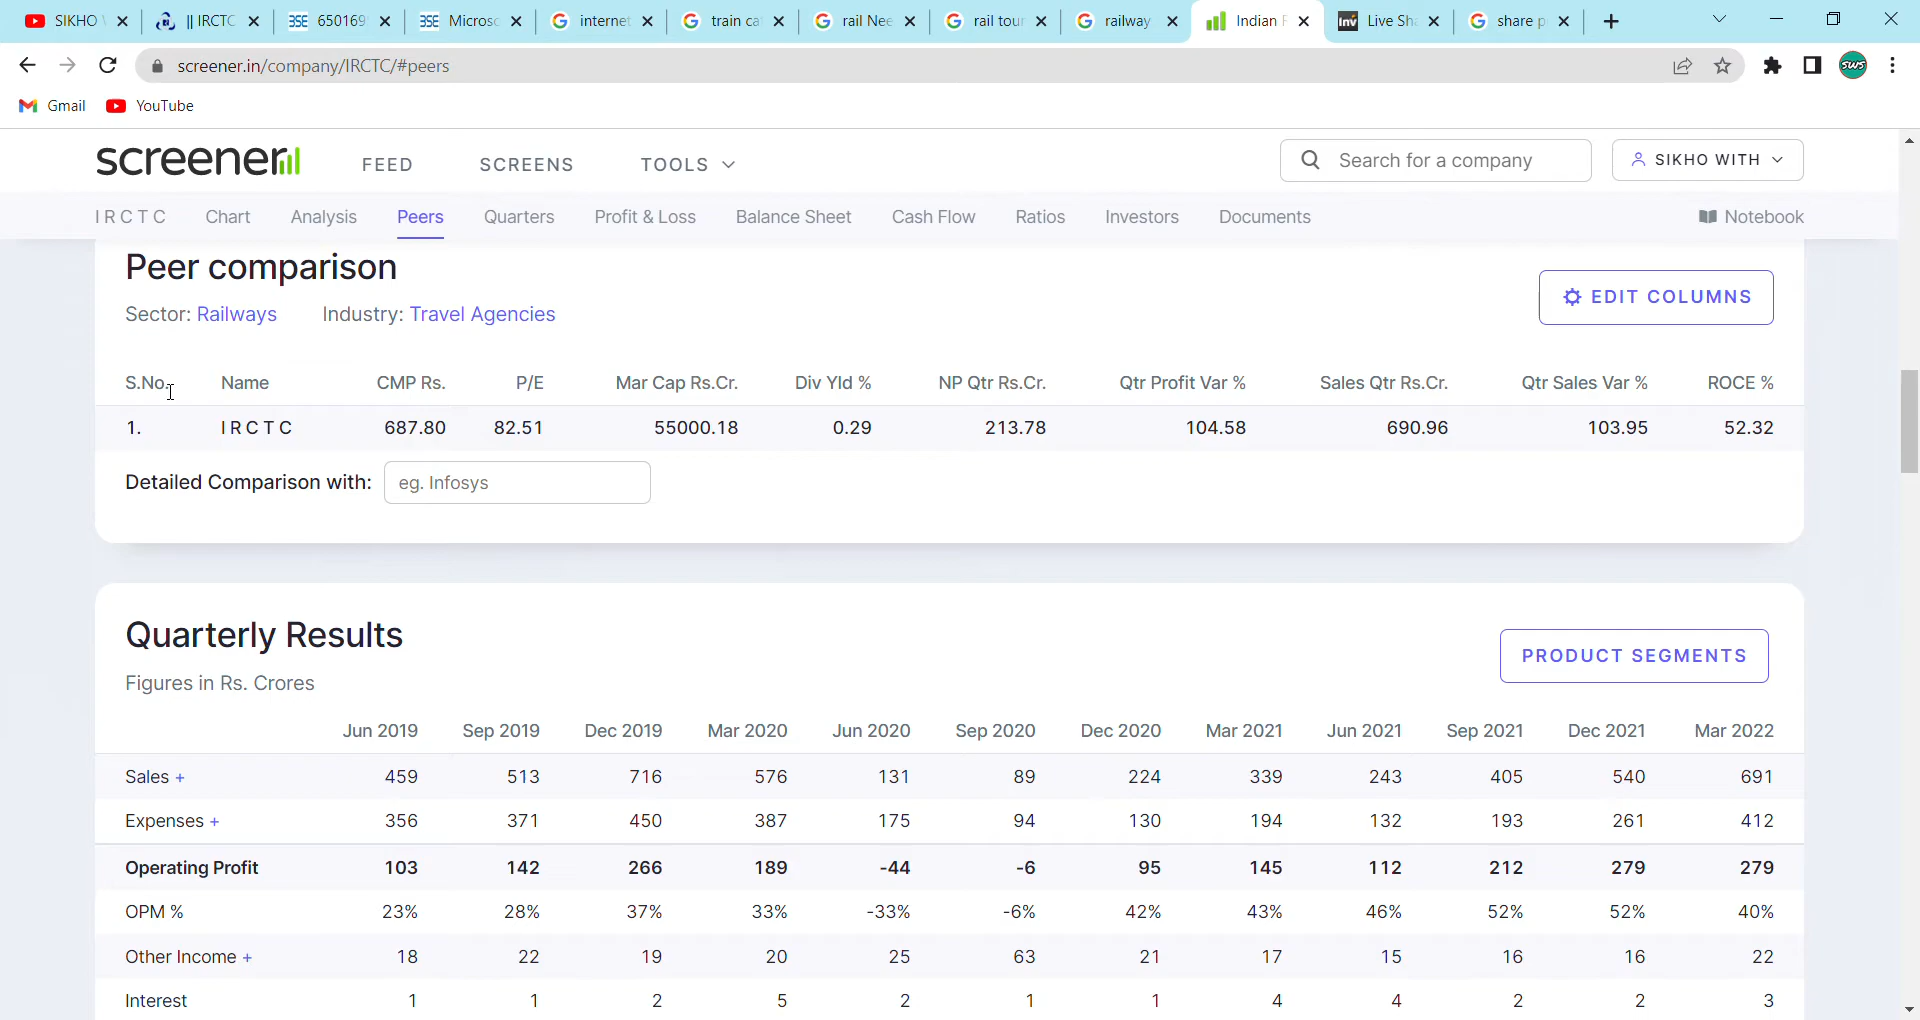 SIKHO
|| IRCTC
650169
Microsc
internet
train ca
rail Nee
rail tour
railway
Indian
Live Sha
share p
screener.in/company/IRCTC/#peers
SWS
Gmail YouTube
screener FEED SCREENS TOOLS Search for a company SIKHO WITH
I R C T C Chart Analysis Peers Quarters Profit & Loss Balance Sheet Cash Flow Ratios Investors Documents Notebook
Peer comparison
EDIT COLUMNS
Sector: Railways Industry: Travel Agencies
S.No. Name CMP Rs. P/E Mar Cap Rs.Cr. Div Yld % NP Qtr Rs.Cr. Qtr Profit Var % Sales Qtr Rs.Cr. Qtr Sales Var % ROCE %
1. I R C T C 687.80 82.51 55000.18 0.29 213.78 104.58 690.96 103.95 52.32
Detailed Comparison with: eg. Infosys
Quarterly Results
PRODUCT SEGMENTS
Figures in Rs. Crores
Jun 2019 Sep 2019 Dec 2019 Mar 2020 Jun 2020 Sep 2020 Dec 2020 Mar 2021 Jun 2021 Sep 2021 Dec 2021 Mar 2022
Sales + 459 513 716 576 131 89 224 339 243 405 540 691
Expenses + 356 371 450 387 175 94 130 194 132 193 261 412
Operating Profit 103 142 266 189 -44 -6 95 145 112 212 279 279
OPM % 23% 28% 37% 33% -33% -6% 42% 43% 46% 52% 52% 40%
Other Income + 18 22 19 20 25 63 21 17 15 16 16 22
Interest 1 1 2 5 2 1 1 4 4 2 2 3